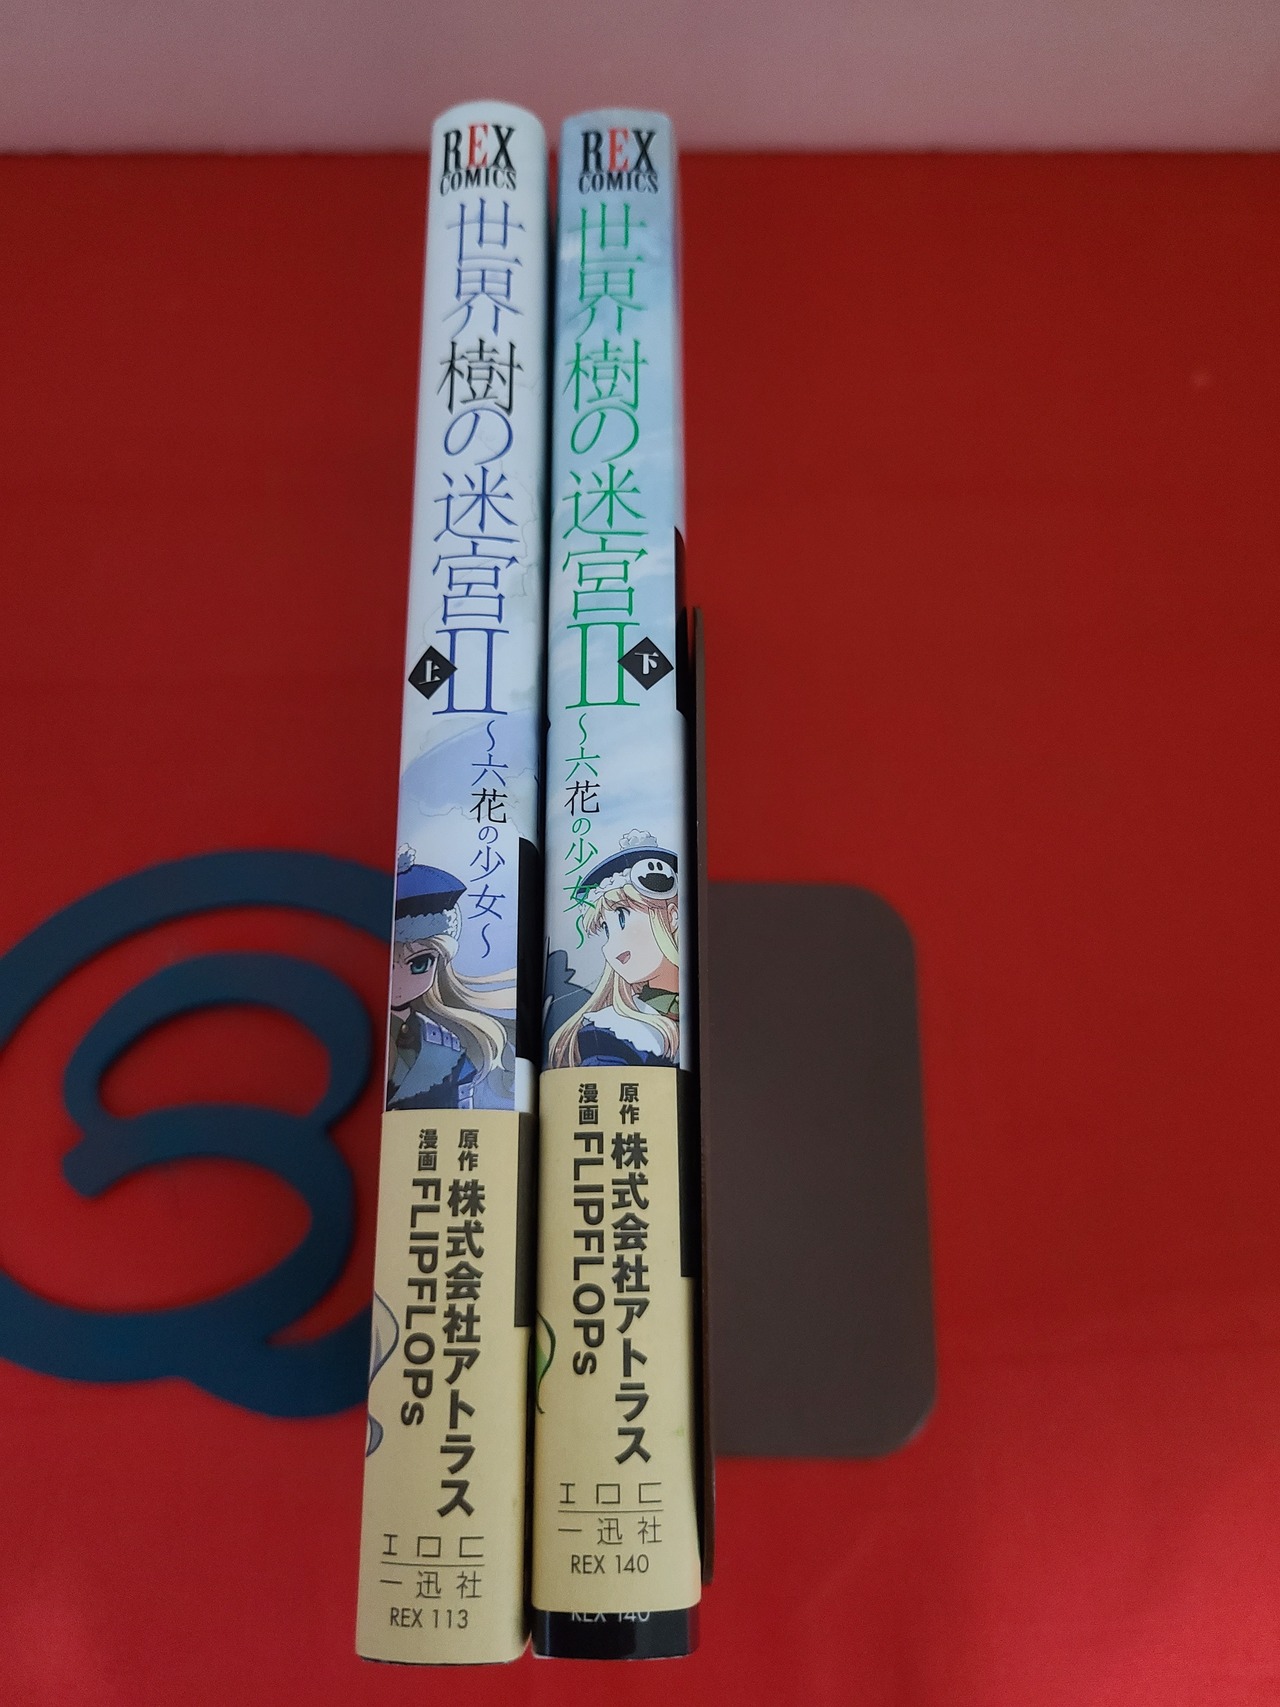 REX
COMICS
世界樹の迷宮II
上
～六花の少女～
原作 株式会社アトラス
漫画 FLIPFLOPs
一迅社
REX 113
REX
COMICS
世界樹の迷宮II
下
～六花の少女～
原作 株式会社アトラス
漫画 FLIPFLOPs
一迅社
REX 140
REX 140